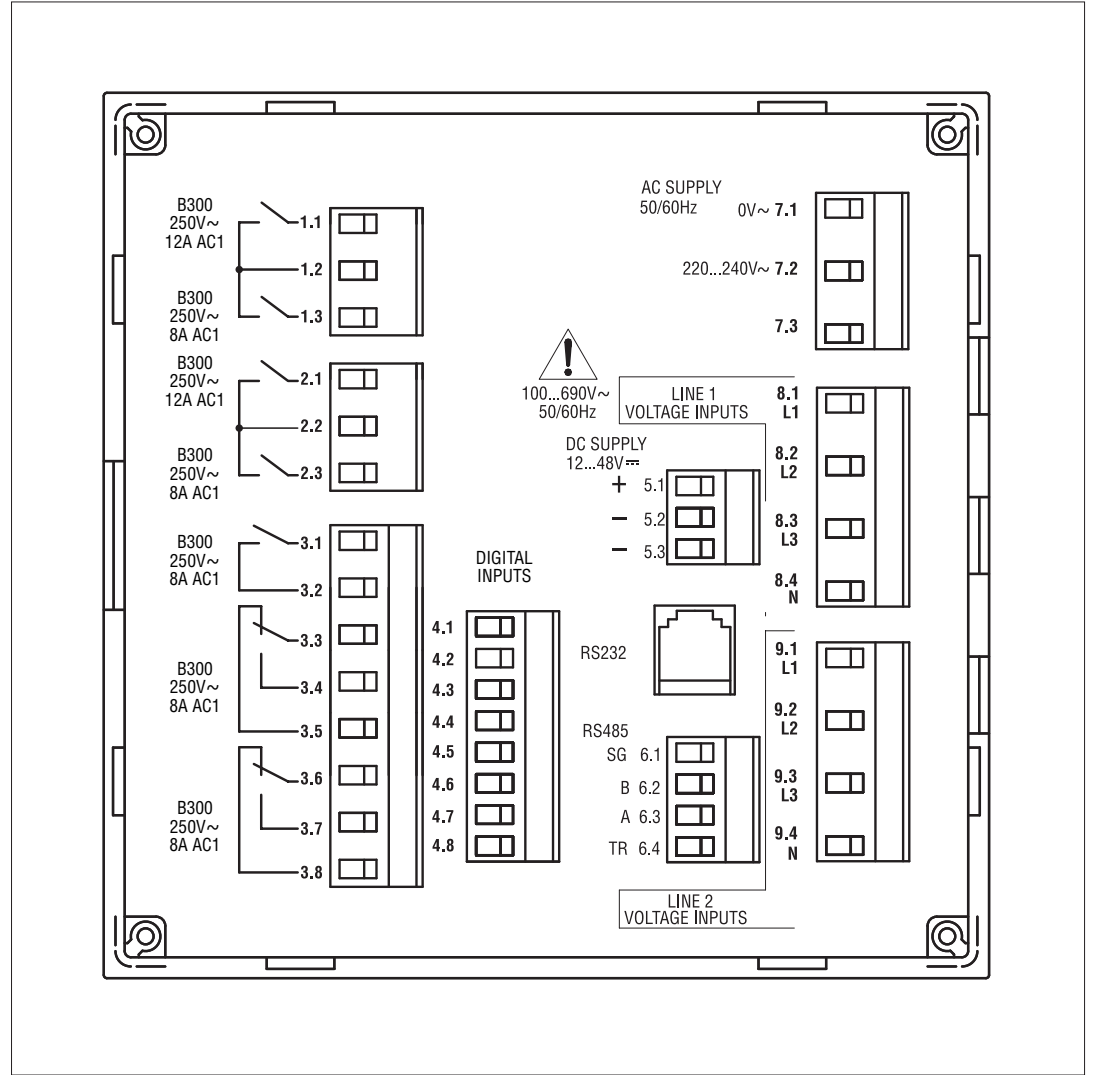 B300
250V~
12A AC1
1.1
1.2
B300
250V~
8A AC1
1.3
B300
250V~
12A AC1
2.1
2.2
B300
250V~
8A AC1
2.3
B300
250V~
8A AC1
3.1
3.2
3.3
B300
250V~
8A AC1
3.4
3.5
3.6
B300
250V~
8A AC1
3.7
3.8
DIGITAL
INPUTS
4.1
4.2
4.3
4.4
4.5
4.6
4.7
4.8
AC SUPPLY
50/60Hz
0V~ 7.1
220...240V~ 7.2
7.3
!
100...690V~
50/60Hz
LINE 1
VOLTAGE INPUTS
8.1
L1
8.2
L2
8.3
L3
8.4
N
DC SUPPLY
12...48V⎓
+ 5.1
− 5.2
− 5.3
RS232
RS485
SG 6.1
B 6.2
A 6.3
TR 6.4
9.1
L1
9.2
L2
9.3
L3
9.4
N
LINE 2
VOLTAGE INPUTS